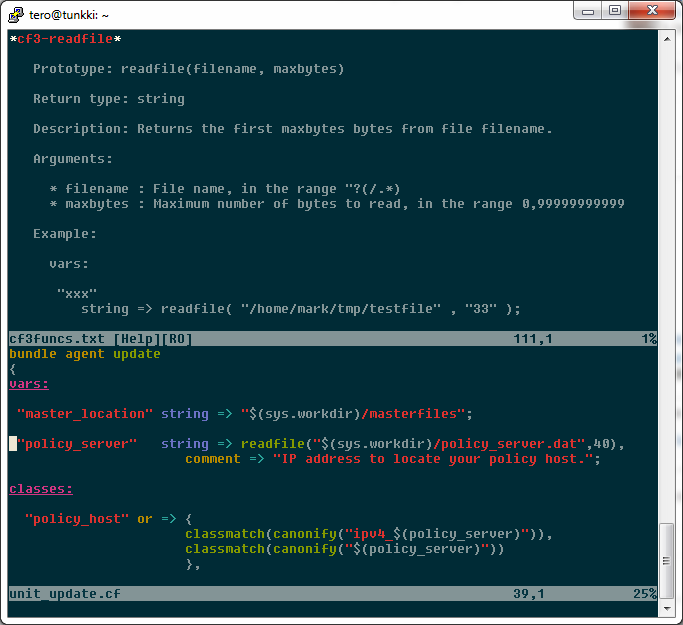 tero@tunkki: ~
*cf3-readfile*
Prototype: readfile(filename, maxbytes)
Return type: string
Description: Returns the first maxbytes bytes from file filename.
Arguments:
* filename : File name, in the range "?(/.*)
* maxbytes : Maximum number of bytes to read, in the range 0,99999999999
Example:
vars:
"xxx"
string => readfile( "/home/mark/tmp/testfile" , "33" );
cf3funcs.txt [Help][RO] 111,1 1%
bundle agent update
{
vars:
"master_location" string => "$(sys.workdir)/masterfiles";
"policy_server" string => readfile("$(sys.workdir)/policy_server.dat",40),
comment => "IP address to locate your policy host.";
classes:
"policy_host" or => {
classmatch(canonify("ipv4_$(policy_server)")),
classmatch(canonify("$(policy_server)"))
},
unit_update.cf 39,1 25%